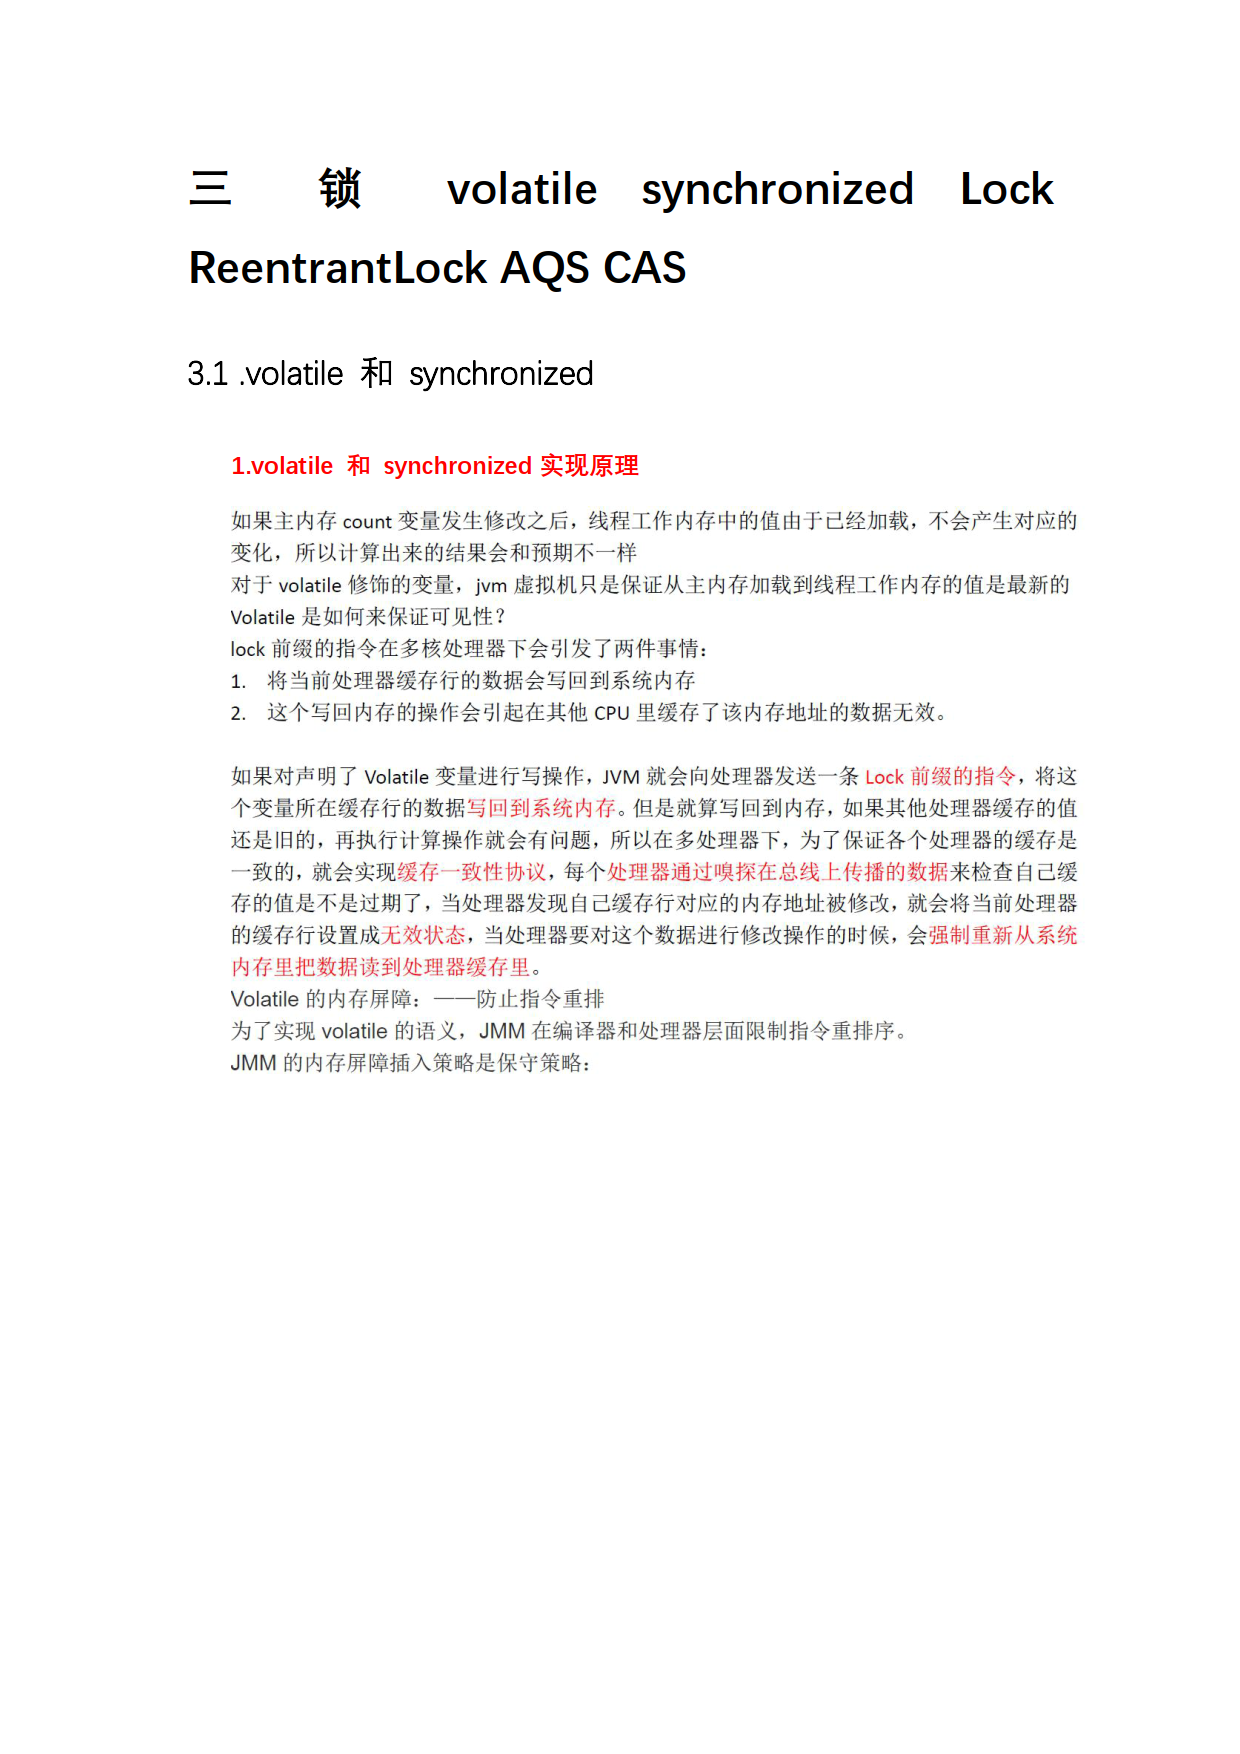 三 锁 volatile synchronized Lock
ReentrantLock AQS CAS
3.1 .volatile 和 synchronized
1.volatile 和 synchronized 实现原理
如果主内存 count 变量发生修改之后，线程工作内存中的值由于已经加载，不会产生对应的
变化，所以计算出来的结果会和预期不一样
对于 volatile 修饰的变量，jvm 虚拟机只是保证从主内存加载到线程工作内存的值是最新的
Volatile 是如何来保证可见性？
lock 前缀的指令在多核处理器下会引发了两件事情：
1. 将当前处理器缓存行的数据会写回到系统内存
2. 这个写回内存的操作会引起在其他 CPU 里缓存了该内存地址的数据无效。
如果对声明了 Volatile 变量进行写操作，JVM 就会向处理器发送一条 Lock 前缀的指令，将这
个变量所在缓存行的数据写回到系统内存。但是就算写回到内存，如果其他处理器缓存的值
还是旧的，再执行计算操作就会有问题，所以在多处理器下，为了保证各个处理器的缓存是
一致的，就会实现缓存一致性协议，每个处理器通过嗅探在总线上传播的数据来检查自己缓
存的值是不是过期了，当处理器发现自己缓存行对应的内存地址被修改，就会将当前处理器
的缓存行设置成无效状态，当处理器要对这个数据进行修改操作的时候，会强制重新从系统
内存里把数据读到处理器缓存里。
Volatile 的内存屏障：——防止指令重排
为了实现 volatile 的语义，JMM 在编译器和处理器层面限制指令重排序。
JMM 的内存屏障插入策略是保守策略：